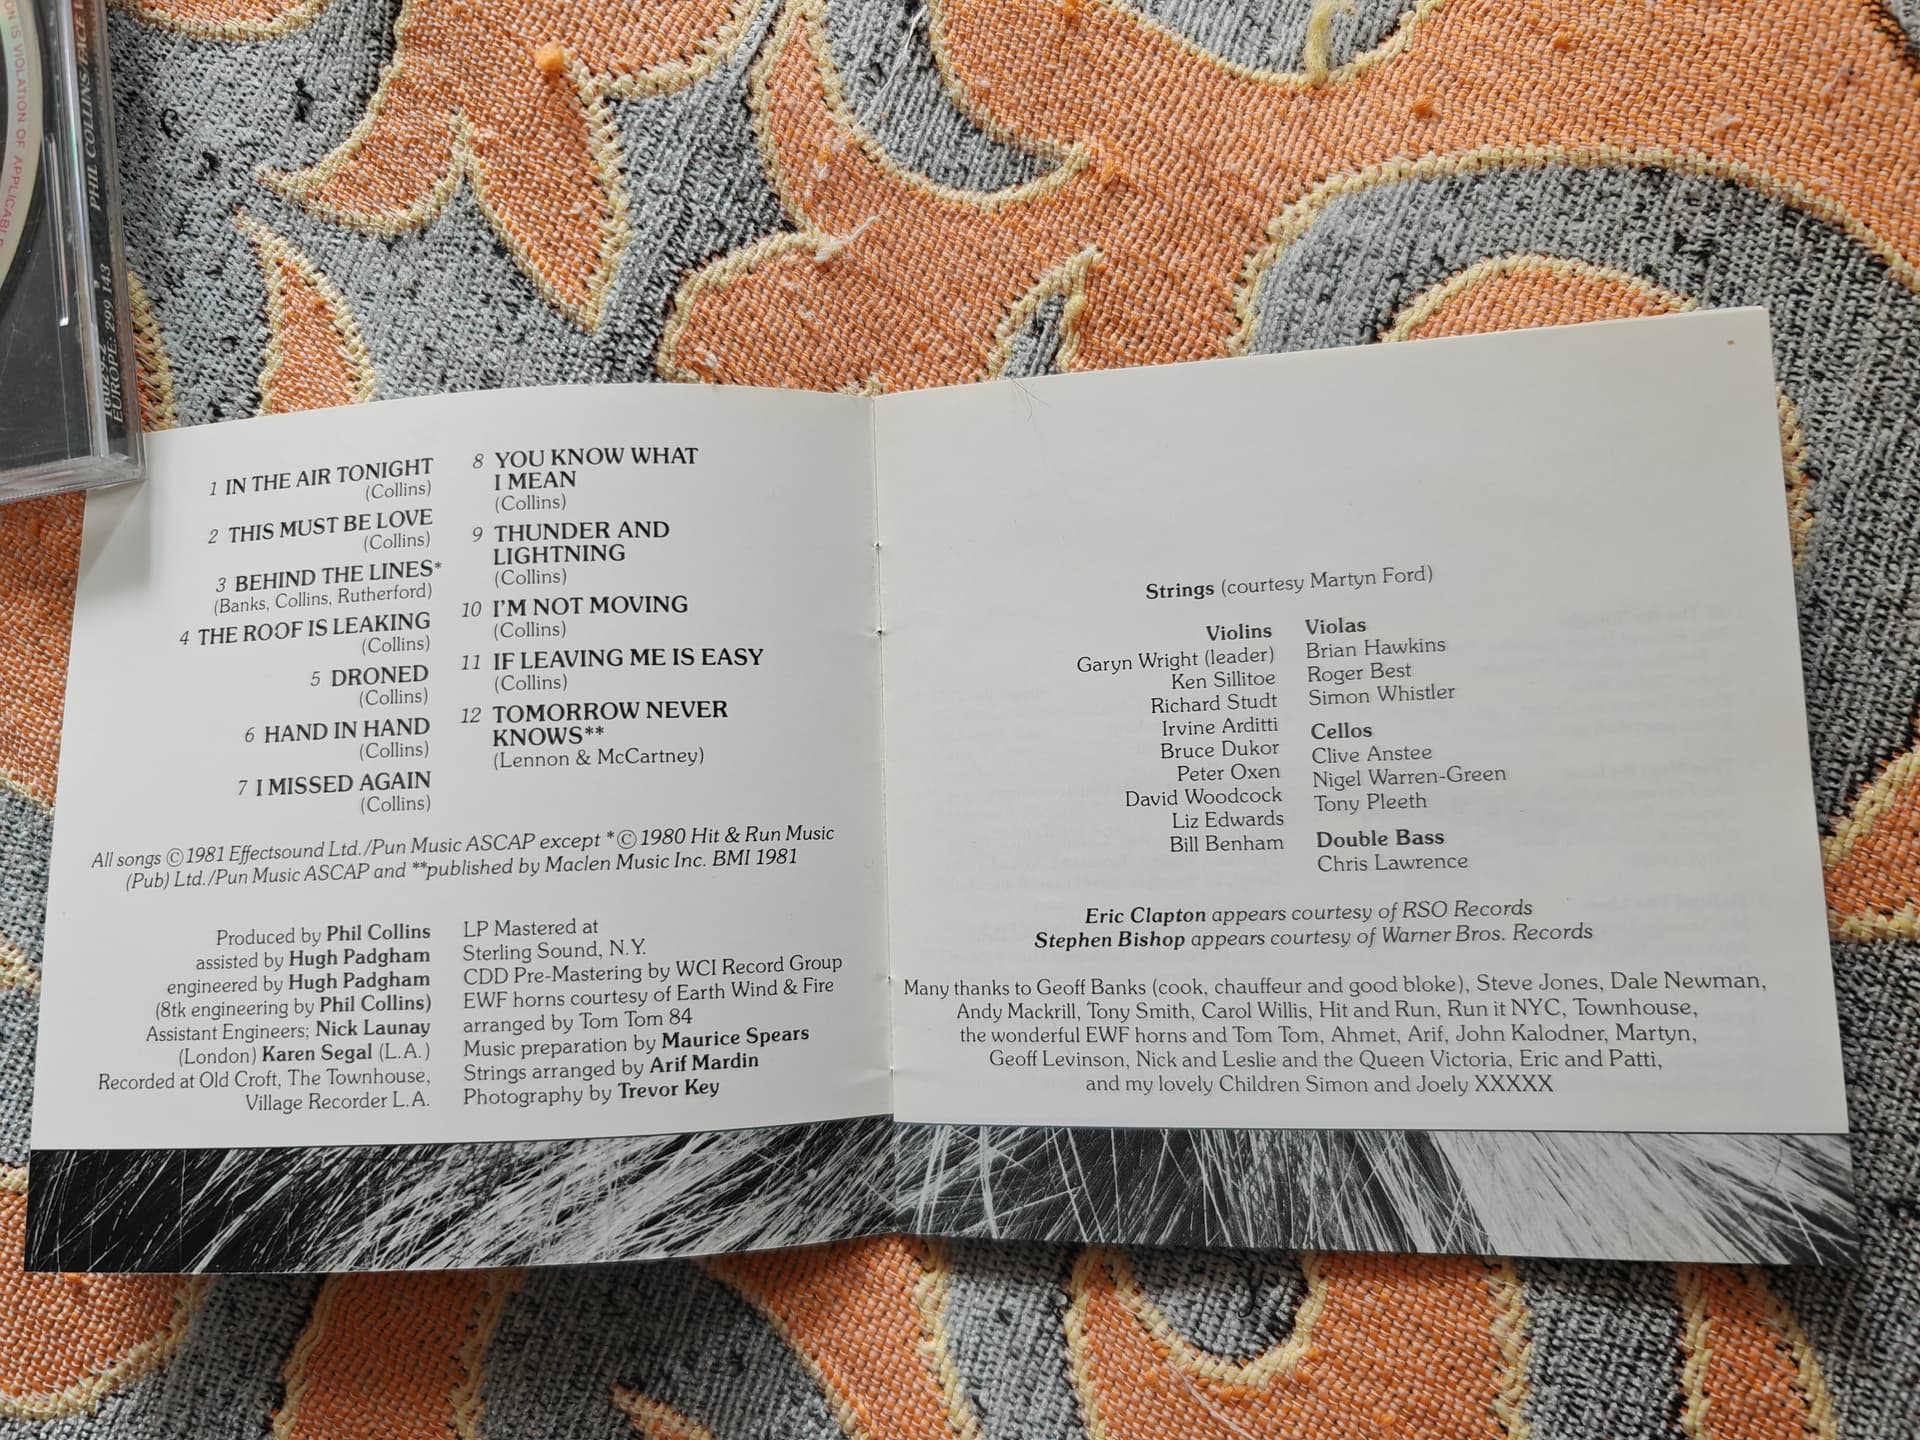 ON IS VIOLATION OF APPLICABLE
PHIL COLLINS/FACE
EUROPE: 299 143
1 IN THE AIR TONIGHT
(Collins)
2 THIS MUST BE LOVE
(Collins)
3 BEHIND THE LINES*
(Banks, Collins, Rutherford)
4 THE ROOF IS LEAKING
(Collins)
5 DRONED
(Collins)
6 HAND IN HAND
(Collins)
7 I MISSED AGAIN
(Collins)
8 YOU KNOW WHAT
I MEAN
(Collins)
9 THUNDER AND
LIGHTNING
(Collins)
10 I'M NOT MOVING
(Collins)
11 IF LEAVING ME IS EASY
(Collins)
12 TOMORROW NEVER
KNOWS**
(Lennon & McCartney)
All songs ©1981 Effectsound Ltd./Pun Music ASCAP except *© 1980 Hit & Run Music
(Pub) Ltd./Pun Music ASCAP and **published by Maclen Music Inc. BMI 1981
Produced by Phil Collins
assisted by Hugh Padgham
engineered by Hugh Padgham
(8tk engineering by Phil Collins)
Assistant Engineers; Nick Launay
(London) Karen Segal (L.A.)
Recorded at Old Croft, The Townhouse,
Village Recorder L.A.
LP Mastered at
Sterling Sound, N.Y.
CDD Pre-Mastering by WCI Record Group
EWF horns courtesy of Earth Wind & Fire
arranged by Tom Tom 84
Music preparation by Maurice Spears
Strings arranged by Arif Mardin
Photography by Trevor Key
Strings (courtesy Martyn Ford)
Violins
Garyn Wright (leader)
Ken Sillitoe
Richard Studt
Irvine Arditti
Bruce Dukor
Peter Oxen
David Woodcock
Liz Edwards
Bill Benham
Violas
Brian Hawkins
Roger Best
Simon Whistler
Cellos
Clive Anstee
Nigel Warren-Green
Tony Pleeth
Double Bass
Chris Lawrence
Eric Clapton appears courtesy of RSO Records
Stephen Bishop appears courtesy of Warner Bros. Records
Many thanks to Geoff Banks (cook, chauffeur and good bloke), Steve Jones, Dale Newman,
Andy Mackrill, Tony Smith, Carol Willis, Hit and Run, Run it NYC, Townhouse,
the wonderful EWF horns and Tom Tom, Ahmet, Arif, John Kalodner, Martyn,
Geoff Levinson, Nick and Leslie and the Queen Victoria, Eric and Patti,
and my lovely Children Simon and Joely XXXXX